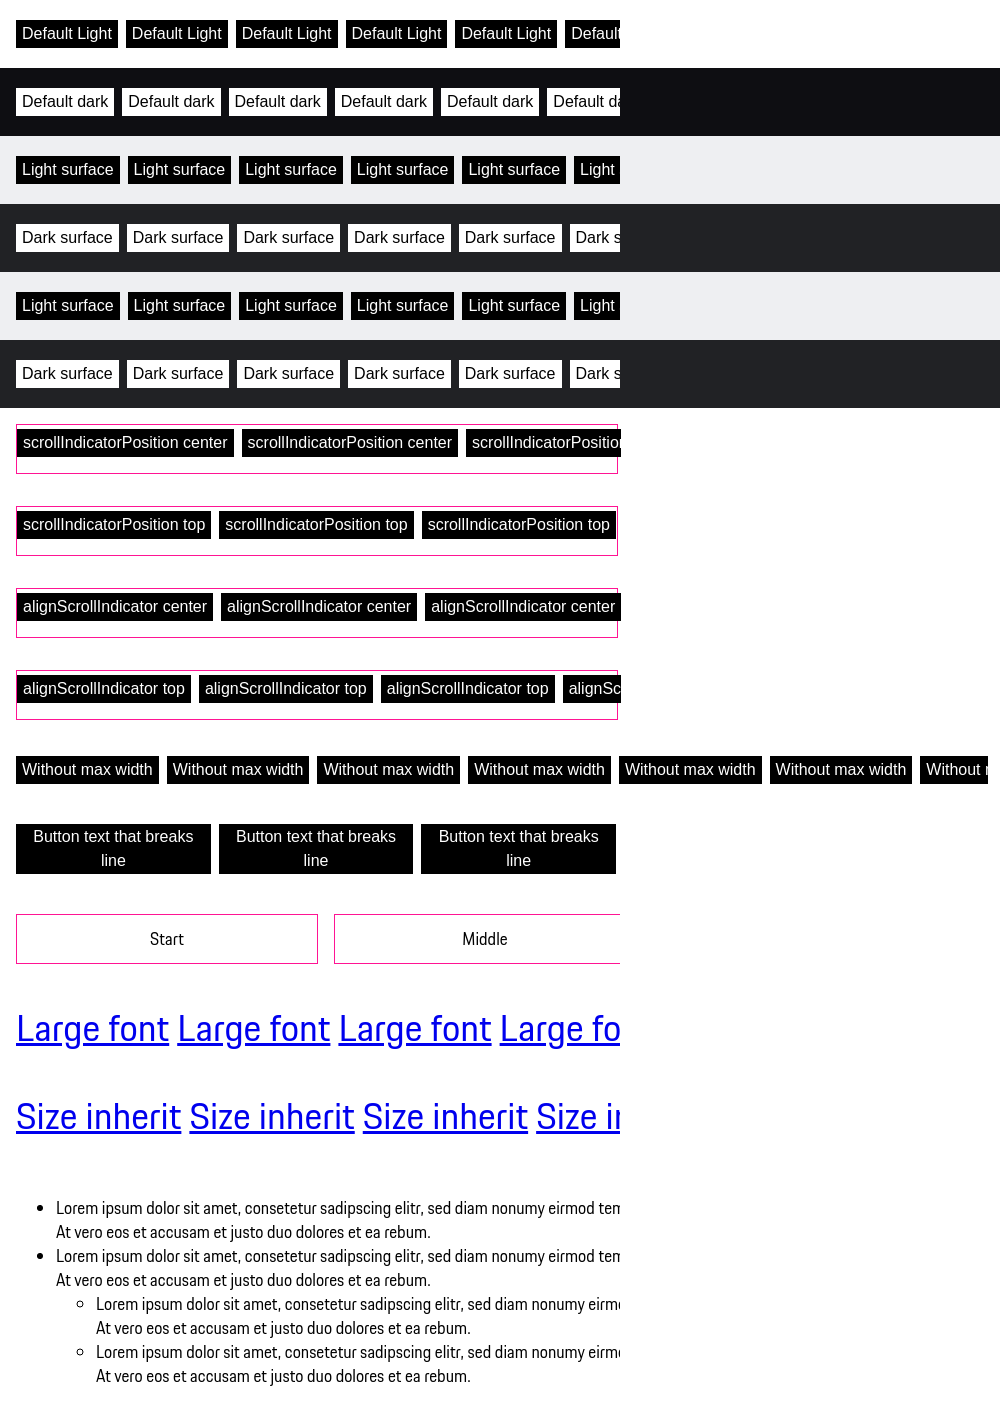 Default Light Default Light Default Light Default Light Default Light Default
Default dark Default dark Default dark Default dark Default dark Default da
Light surface Light surface Light surface Light surface Light surface Light
Dark surface Dark surface Dark surface Dark surface Dark surface Dark s
Light surface Light surface Light surface Light surface Light surface Light
Dark surface Dark surface Dark surface Dark surface Dark surface Dark s
scrollIndicatorPosition center scrollIndicatorPosition center scrollIndicatorPosition
scrollIndicatorPosition top scrollIndicatorPosition top scrollIndicatorPosition top
alignScrollIndicator center alignScrollIndicator center alignScrollIndicator center
alignScrollIndicator top alignScrollIndicator top alignScrollIndicator top alignSc
Without max width Without max width Without max width Without max width Without max width Without max width Without
Button text that breaks line Button text that breaks line Button text that breaks line
Start Middle
Large font Large font Large font Large fo
Size inherit Size inherit Size inherit Size in
Lorem ipsum dolor sit amet, consetetur sadipscing elitr, sed diam nonumy eirmod tem
At vero eos et accusam et justo duo dolores et ea rebum.
Lorem ipsum dolor sit amet, consetetur sadipscing elitr, sed diam nonumy eirmod tem
At vero eos et accusam et justo duo dolores et ea rebum.
Lorem ipsum dolor sit amet, consetetur sadipscing elitr, sed diam nonumy eirmo
At vero eos et accusam et justo duo dolores et ea rebum.
Lorem ipsum dolor sit amet, consetetur sadipscing elitr, sed diam nonumy eirmo
At vero eos et accusam et justo duo dolores et ea rebum.